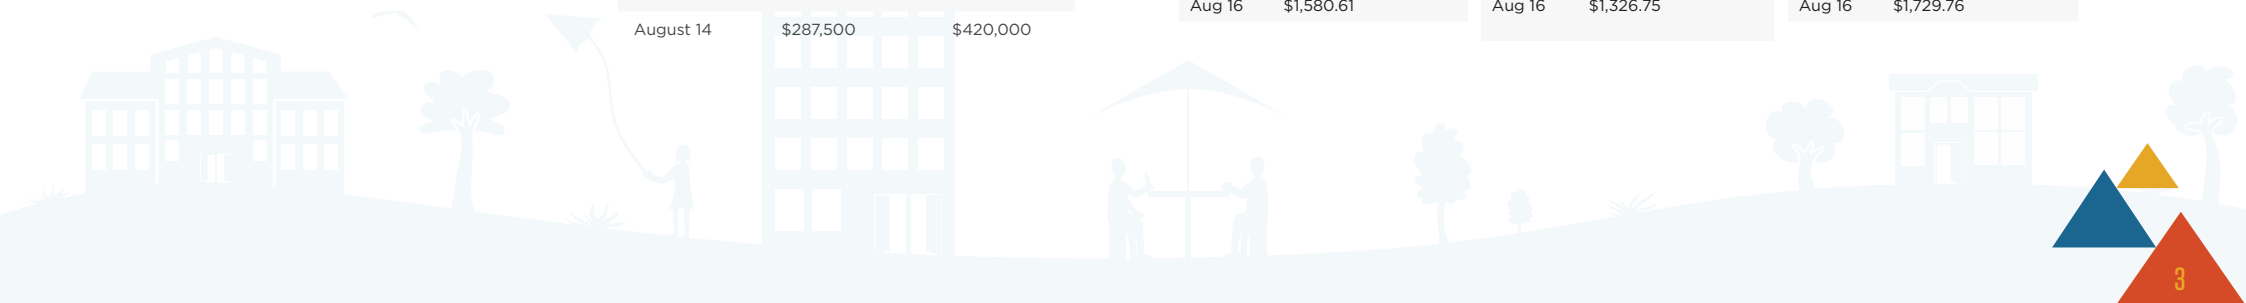 Aug 16 $1,580.61 Aug 16 $1,326.75 Aug 16 $1,729.76
August 14 $287,500 $420,000
3